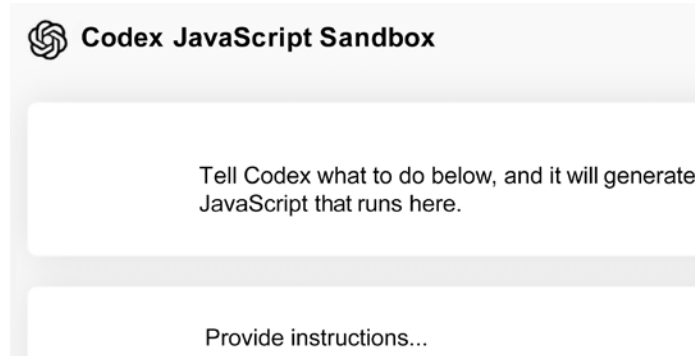 Codex JavaScript Sandbox
Tell Codex what to do below, and it will generate
JavaScript that runs here.
Provide instructions...